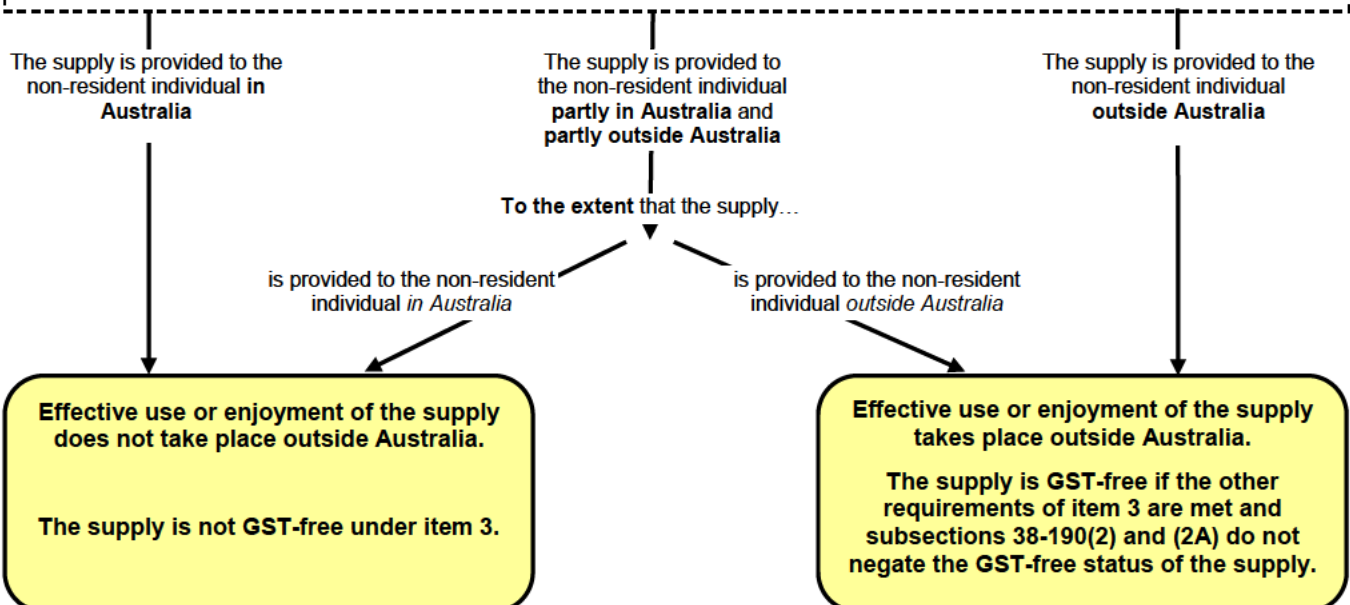 The supply is provided to the
non-resident individual in
Australia
The supply is provided to
the non-resident individual
partly in Australia and
partly outside Australia
The supply is provided to the
non-resident individual
outside Australia
To the extent that the supply…
is provided to the non-resident
individual in Australia
is provided to the non-resident
individual outside Australia
Effective use or enjoyment of the supply
does not take place outside Australia.
The supply is not GST-free under item 3.
Effective use or enjoyment of the supply
takes place outside Australia.
The supply is GST-free if the other
requirements of item 3 are met and
subsections 38-190(2) and (2A) do not
negate the GST-free status of the supply.